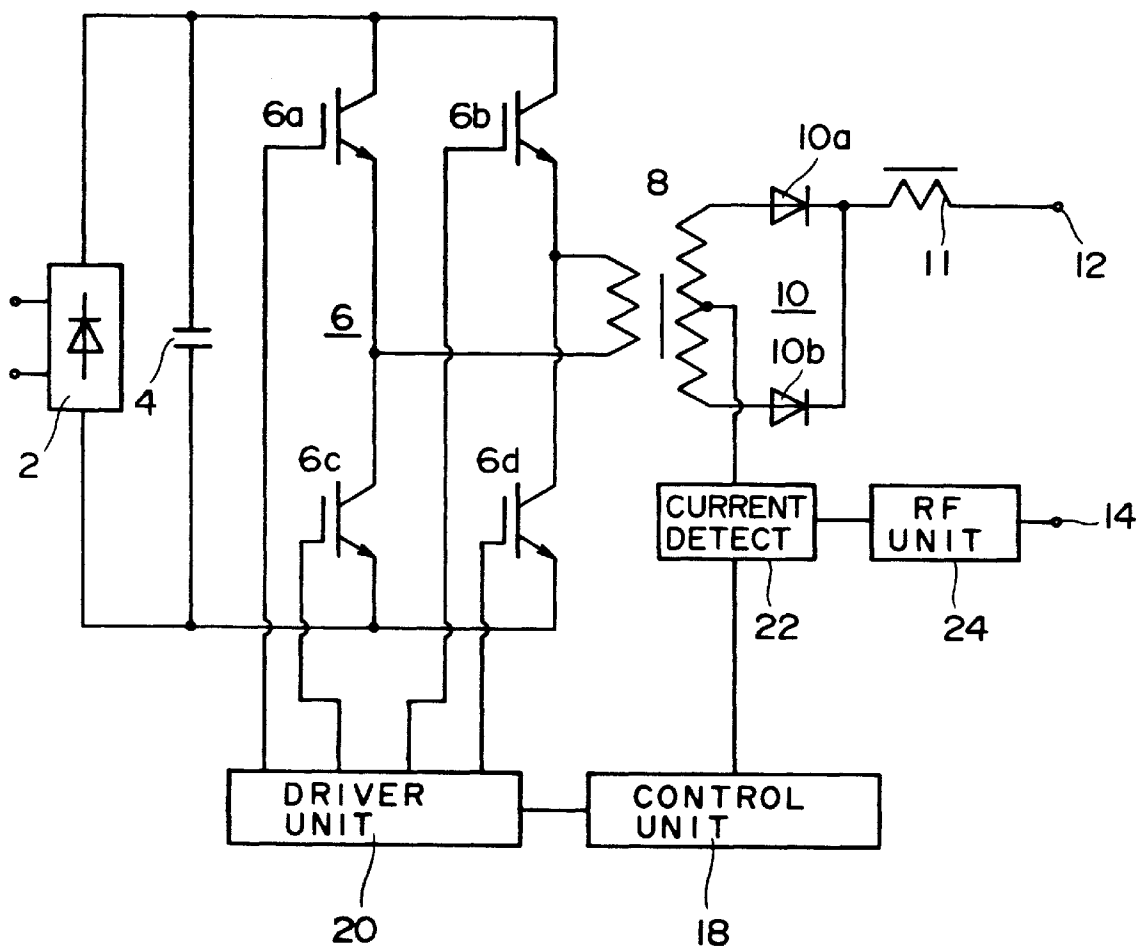 6a
6b
10a
8
11
12
6
10
10b
4
2
6c
6d
CURRENT
DETECT
RF
UNIT
14
22
24
DRIVER
UNIT
CONTROL
UNIT
20
18